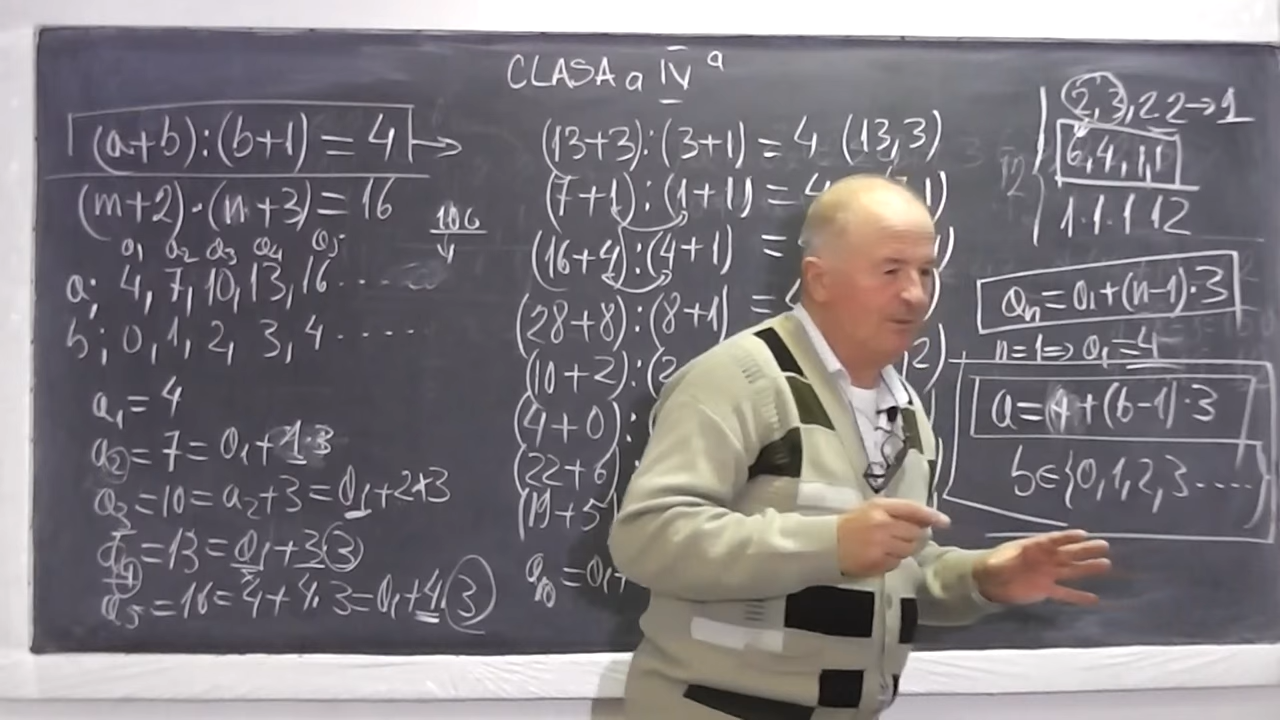 CLASA a IV a
(a+b):(b+1) = 4 →
(m+2)·(n+3) = 16
a1 a2 a3 a4 a5
a; 4, 7, 10, 13, 16 .....
b; 0, 1, 2, 3, 4 .....
a1 = 4
a2 = 7 = a1 + 1·3
a3 = 10 = a2+3 = a1+2·3
a4 = 13 = a1+3·3
a5 = 16 = 4+4·3 = a1+4·3
106
(13+3):(3+1) = 4 (13,3)
(7+1):(1+1) = 4
(16+4):(4+1) =
(28+8):(8+1) =
(10+2):(2
(4+0):
(22+6):
(19+5)
= a1+
2,3, 2 2 → 1
6,4,1,1
1·1·1·12
an = a1+(n-1)·3
n=1 ⇒ a1 = 4
a = 4+(b-1)·3
b∈{0,1,2,3.....}